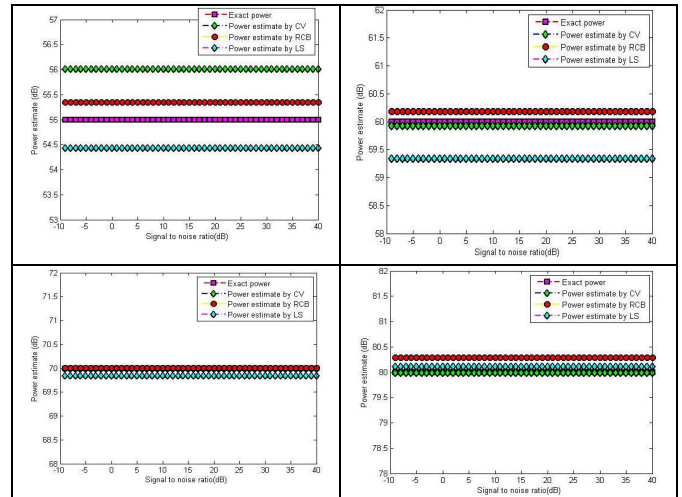 57
56.5
56
55.5
55
54.5
54
53.5
53
-10 -5 0 5 10 15 20 25 30 35 40
Power estimate (dB)
Signal to noise ratio(dB)
Exact power
Power estimate by CV
Power estimate by RCB
Power estimate by LS
62
61.5
61
60.5
60
59.5
59
58.5
58
-10 -5 0 5 10 15 20 25 30 35 40
Power estimate (dB)
Signal to noise ratio(dB)
Exact power
Power estimate by CV
Power estimate by RCB
Power estimate by LS
72
71.5
71
70.5
70
69.5
69
68.5
68
-10 -5 0 5 10 15 20 25 30 35 40
Power estimate (dB)
Signal to noise ratio(dB)
Exact power
Power estimate by CV
Power estimate by RCB
Power estimate by LS
82
81.5
81
80.5
80
79.5
79
78.5
78
-10 -5 0 5 10 15 20 25 30 35 40
Power estimate (dB)
Signal to noise ratio(dB)
Exact power
Power estimate by CV
Power estimate by RCB
Power estimate by LS